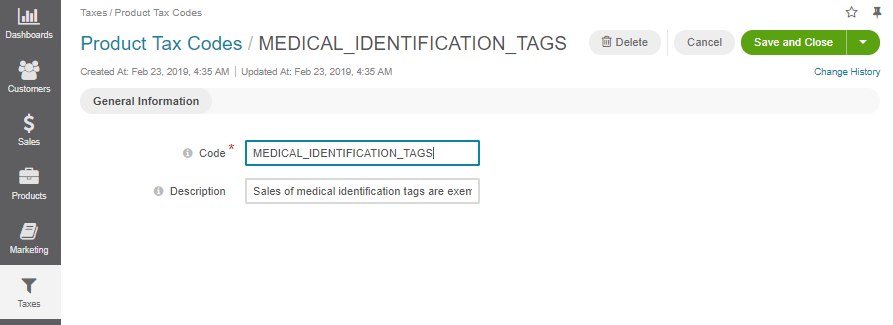 Dashboards
Customers
$
Sales
Products
Marketing
Taxes
Taxes / Product Tax Codes
Product Tax Codes / MEDICAL_IDENTIFICATION_TAGS
Delete
Cancel
Save and Close
Created At: Feb 23, 2019, 4:35 AM | Updated At: Feb 23, 2019, 4:35 AM
Change History
General Information
Code * MEDICAL_IDENTIFICATION_TAGS
Description Sales of medical identification tags are exem